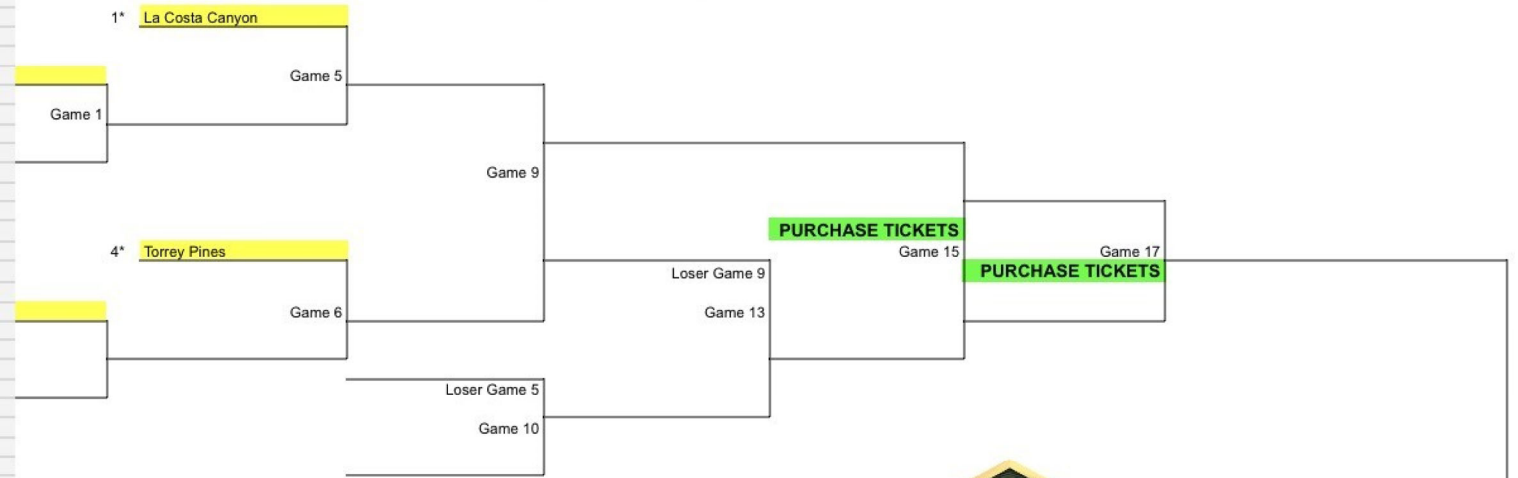 1* La Costa Canyon
Game 5
Game 1
Game 9
PURCHASE TICKETS
4* Torrey Pines
Game 15
Game 17
Loser Game 9
PURCHASE TICKETS
Game 6
Game 13
Loser Game 5
Game 10